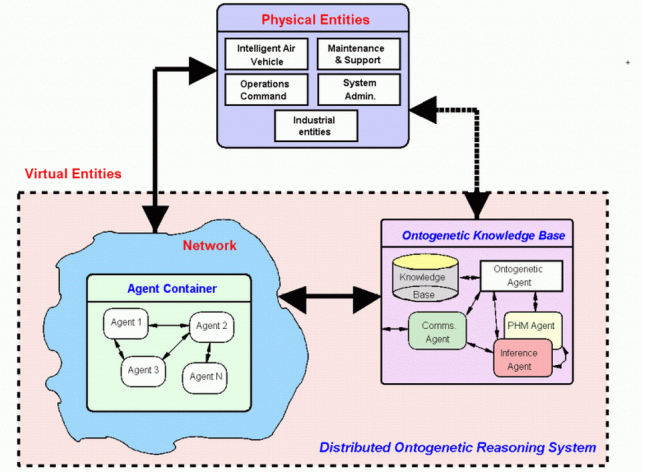 Physical Entities
Intelligent Air
Vehicle
Maintenance
& Support
Operations
Command
System
Admin.
Industrial
entities
Virtual Entities
Network
Agent Container
Agent 1
Agent 2
Agent 3
Agent N
Ontogenetic Knowledge Base
Knowledge
Base
Ontogenetic
Agent
Comms.
Agent
PHM Agent
Inference
Agent
Distributed Ontogenetic Reasoning System